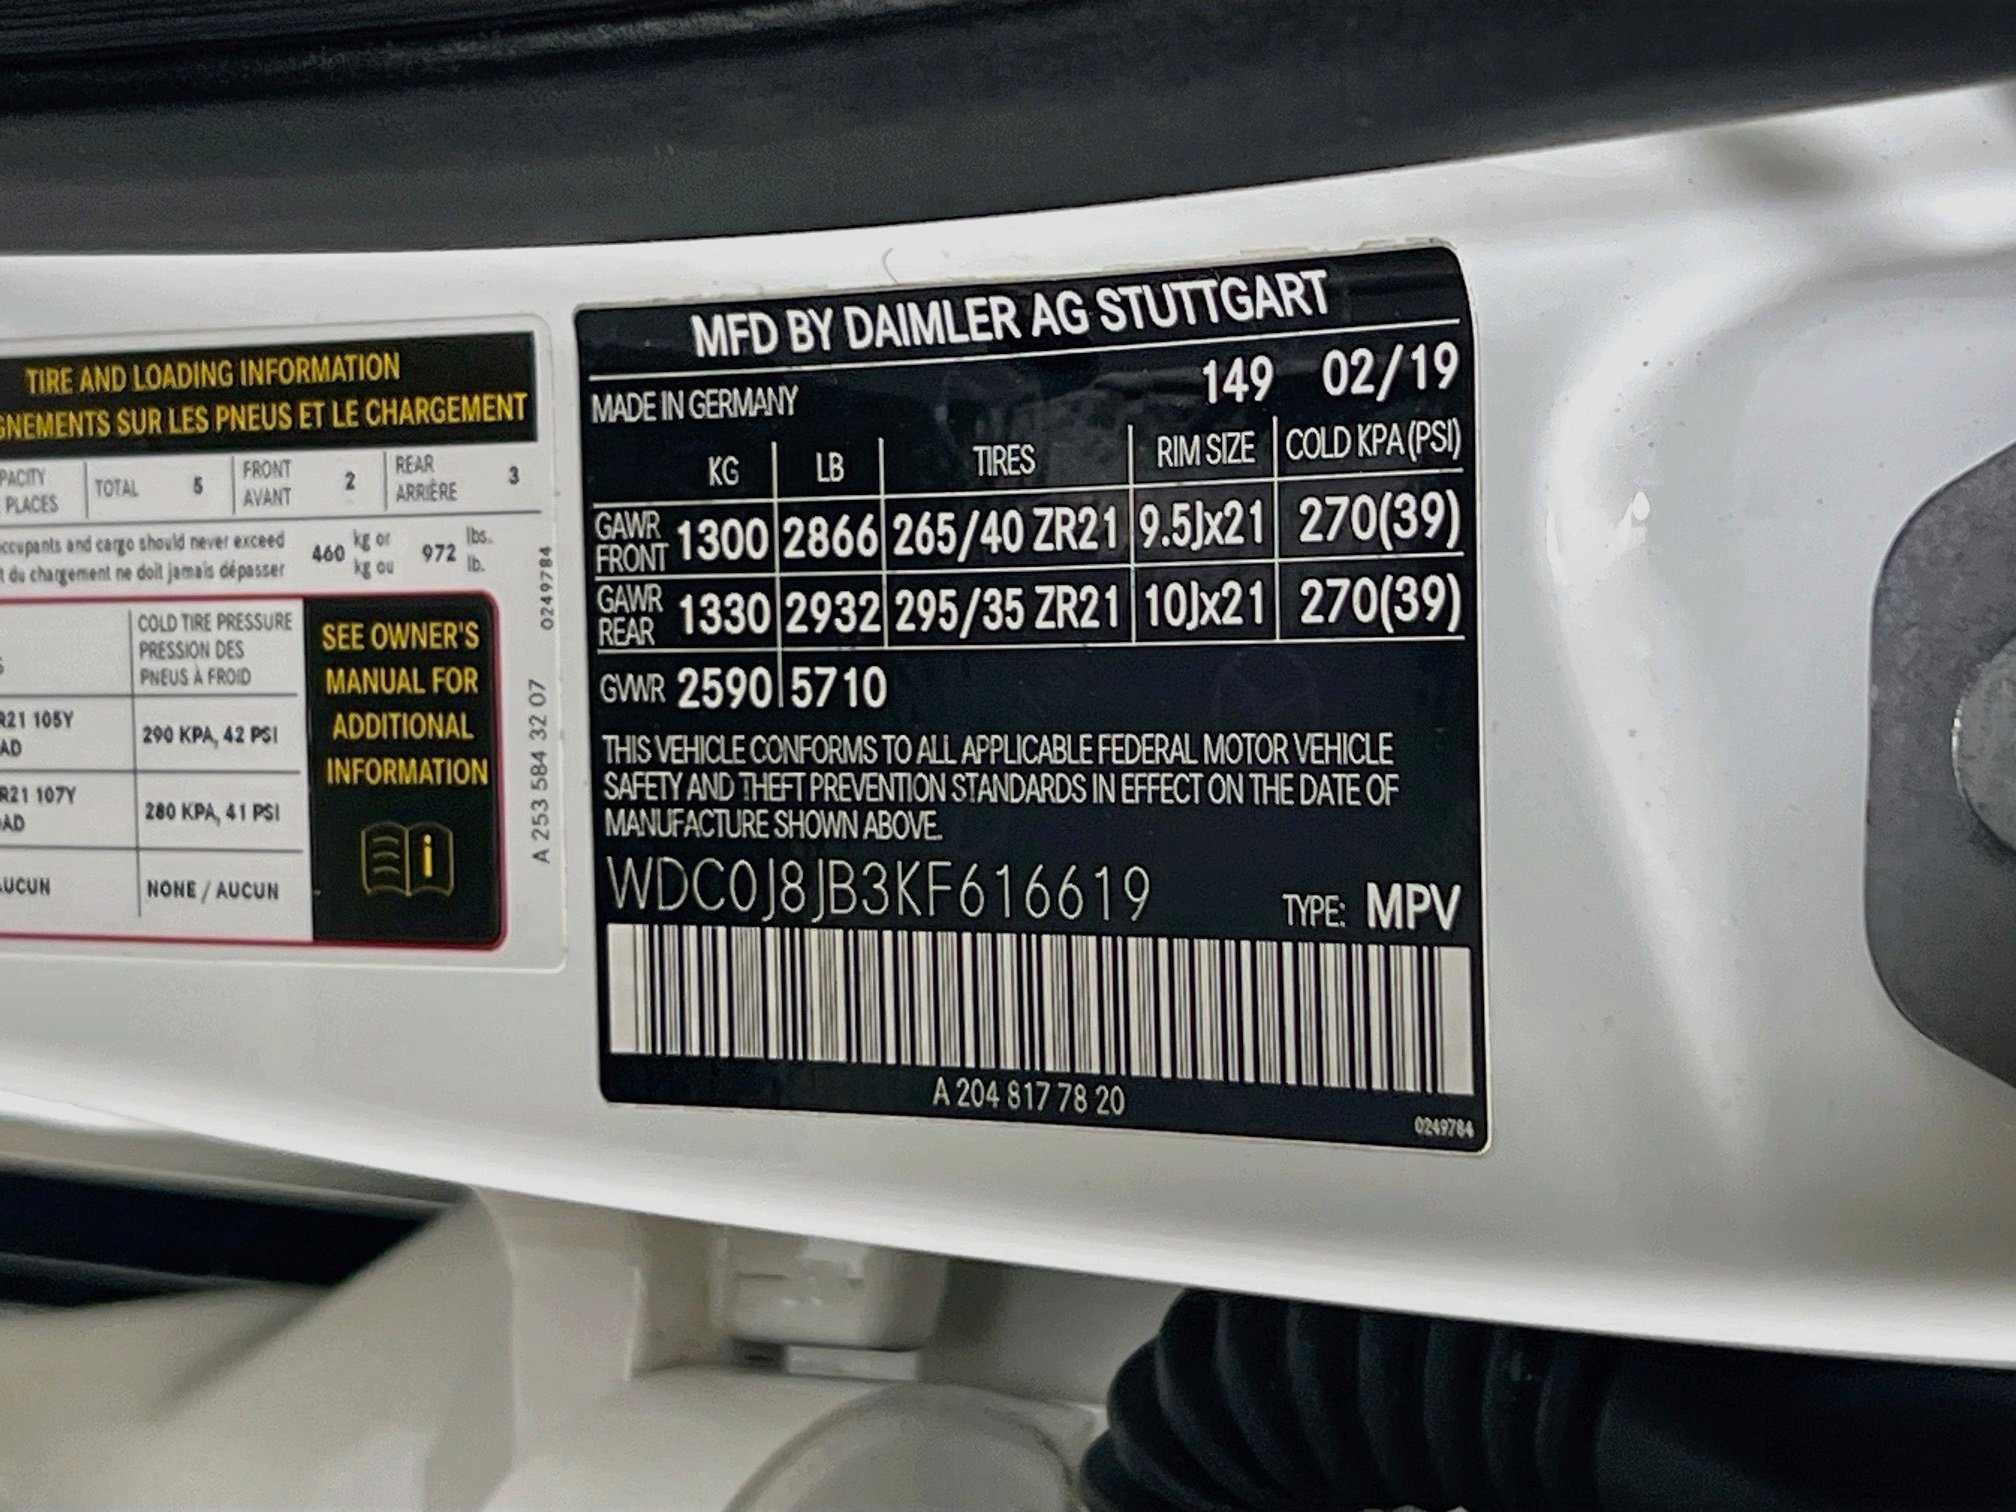 TIRE AND LOADING INFORMATION
SUR LES PNEUS ET LE CHARGEMENT
PLACES
TOTAL 5
FRONT
AVANT 2
REAR
ARRIÈRE 3
and cargo should never exceed
du chargement ne doit jamais dépasser
460 kg or
kg ou
972 lbs.
lb.
COLD TIRE PRESSURE
PRESSION DES
PNEUS À FROID
R21 105Y
290 KPA, 42 PSI
R21 107Y
280 KPA, 41 PSI
AUCUN
NONE / AUCUN
SEE OWNER'S
MANUAL FOR
ADDITIONAL
INFORMATION
i
A 253 584 32 07
0249784
MFD BY DAIMLER AG STUTTGART
MADE IN GERMANY 149 02/19
KG LB TIRES RIM SIZE COLD KPA (PSI)
GAWR
FRONT 1300 2866 265/40 ZR21 9.5Jx21 270(39)
GAWR
REAR 1330 2932 295/35 ZR21 10Jx21 270(39)
GVWR 2590 5710
THIS VEHICLE CONFORMS TO ALL APPLICABLE FEDERAL MOTOR VEHICLE
SAFETY AND THEFT PREVENTION STANDARDS IN EFFECT ON THE DATE OF
MANUFACTURE SHOWN ABOVE.
WDC0J8JB3KF616619 TYPE: MPV
A 204 817 78 20
0249784